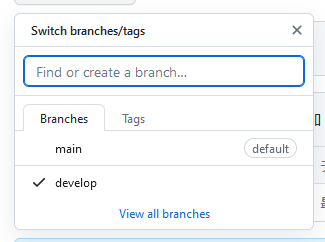 Switch branches/tags
Find or create a branch...
Branches Tags
main default
develop
View all branches